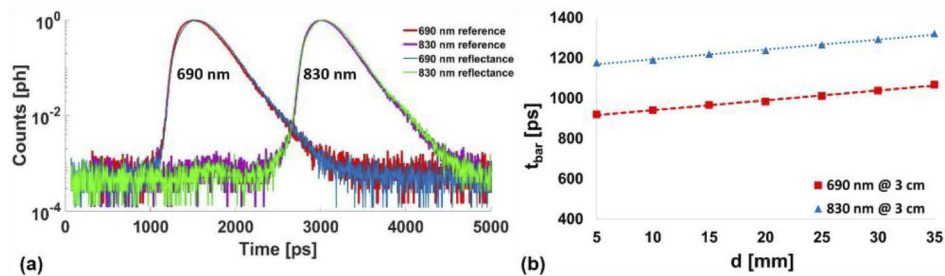 (a)
Counts [ph]
10^0
10^-2
10^-4
690 nm
830 nm
690 nm reference
830 nm reference
690 nm reflectance
830 nm reflectance
0 1000 2000 3000 4000 5000
Time [ps]
(b)
t_bar [ps]
1400
1200
1000
800
600
400
690 nm @ 3 cm
830 nm @ 3 cm
5 10 15 20 25 30 35
d [mm]